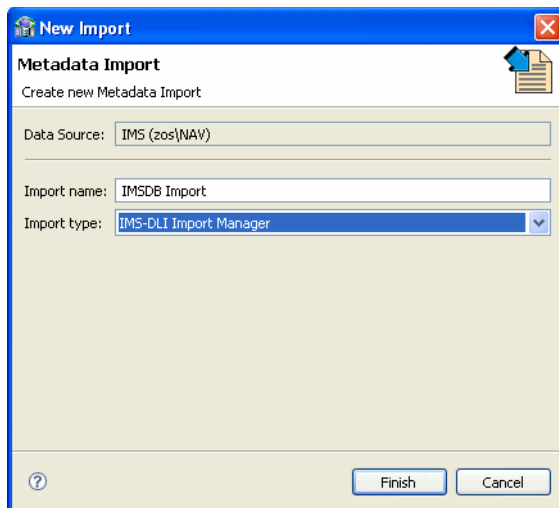 New Import
Metadata Import
Create new Metadata Import
Data Source: IMS (zos\NAV)
Import name: IMSDB Import
Import type: IMS-DLI Import Manager
? Finish Cancel